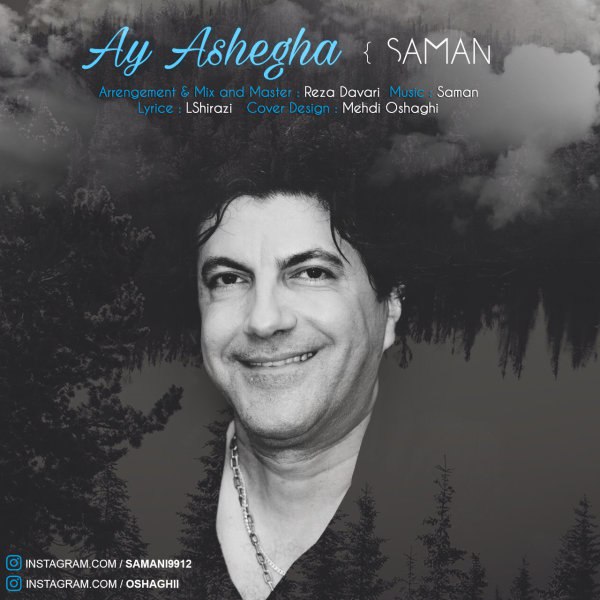 Ay Ashegha { SAMAN
Arrengement & Mix and Master : Reza Davari Music : Saman
Lyrice : LShirazi Cover Design : Mehdi Oshaghi
INSTAGRAM.COM / SAMANI9912
INSTAGRAM.COM / OSHAGHII